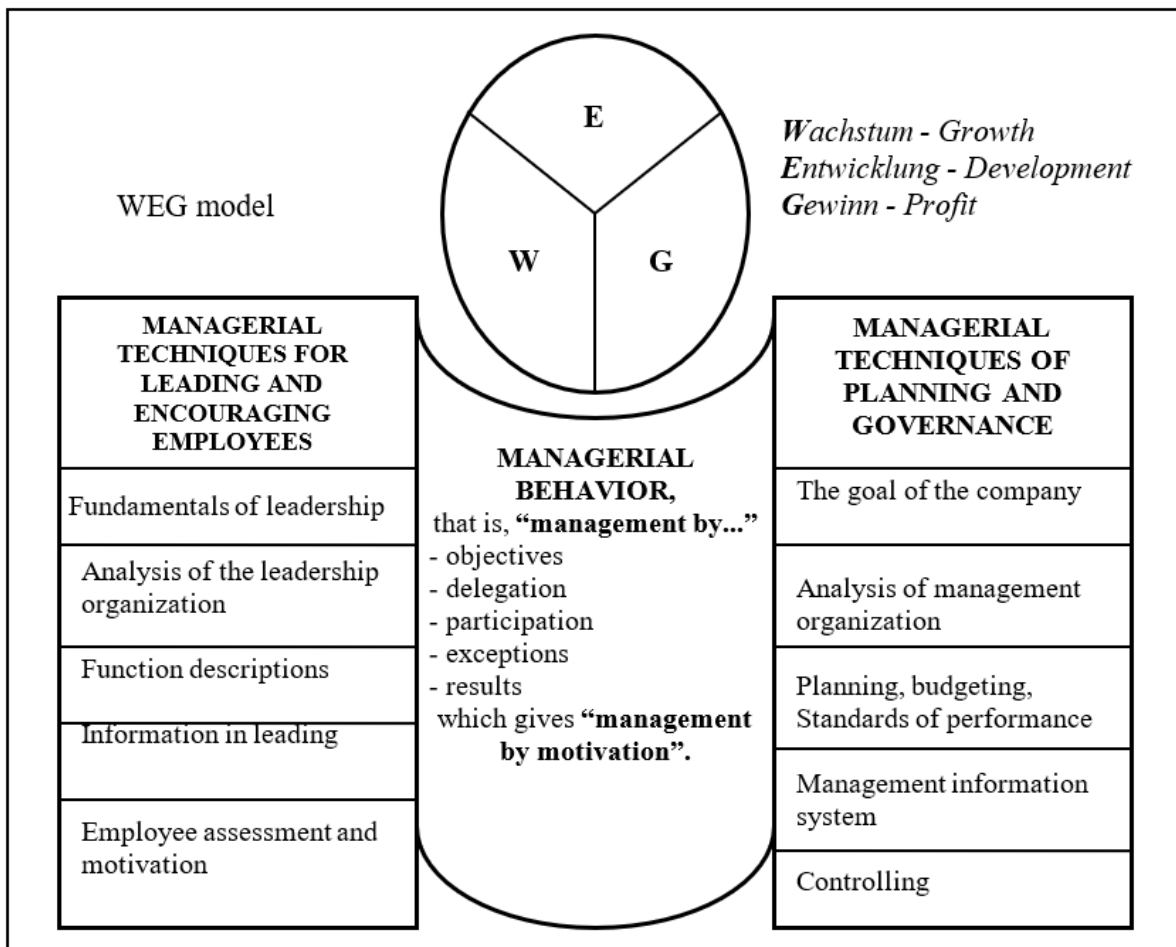 E
W
G
WEG model
Wachstum - Growth
Entwicklung - Development
Gewinn - Profit
MANAGERIAL
TECHNIQUES FOR
LEADING AND
ENCOURAGING
EMPLOYEES
Fundamentals of leadership
Analysis of the leadership
organization
Function descriptions
Information in leading
Employee assessment and
motivation
MANAGERIAL
BEHAVIOR,
that is, “management by...”
- objectives
- delegation
- participation
- exceptions
- results
which gives “management
by motivation”.
MANAGERIAL
TECHNIQUES OF
PLANNING AND
GOVERNANCE
The goal of the company
Analysis of management
organization
Planning, budgeting,
Standards of performance
Management information
system
Controlling